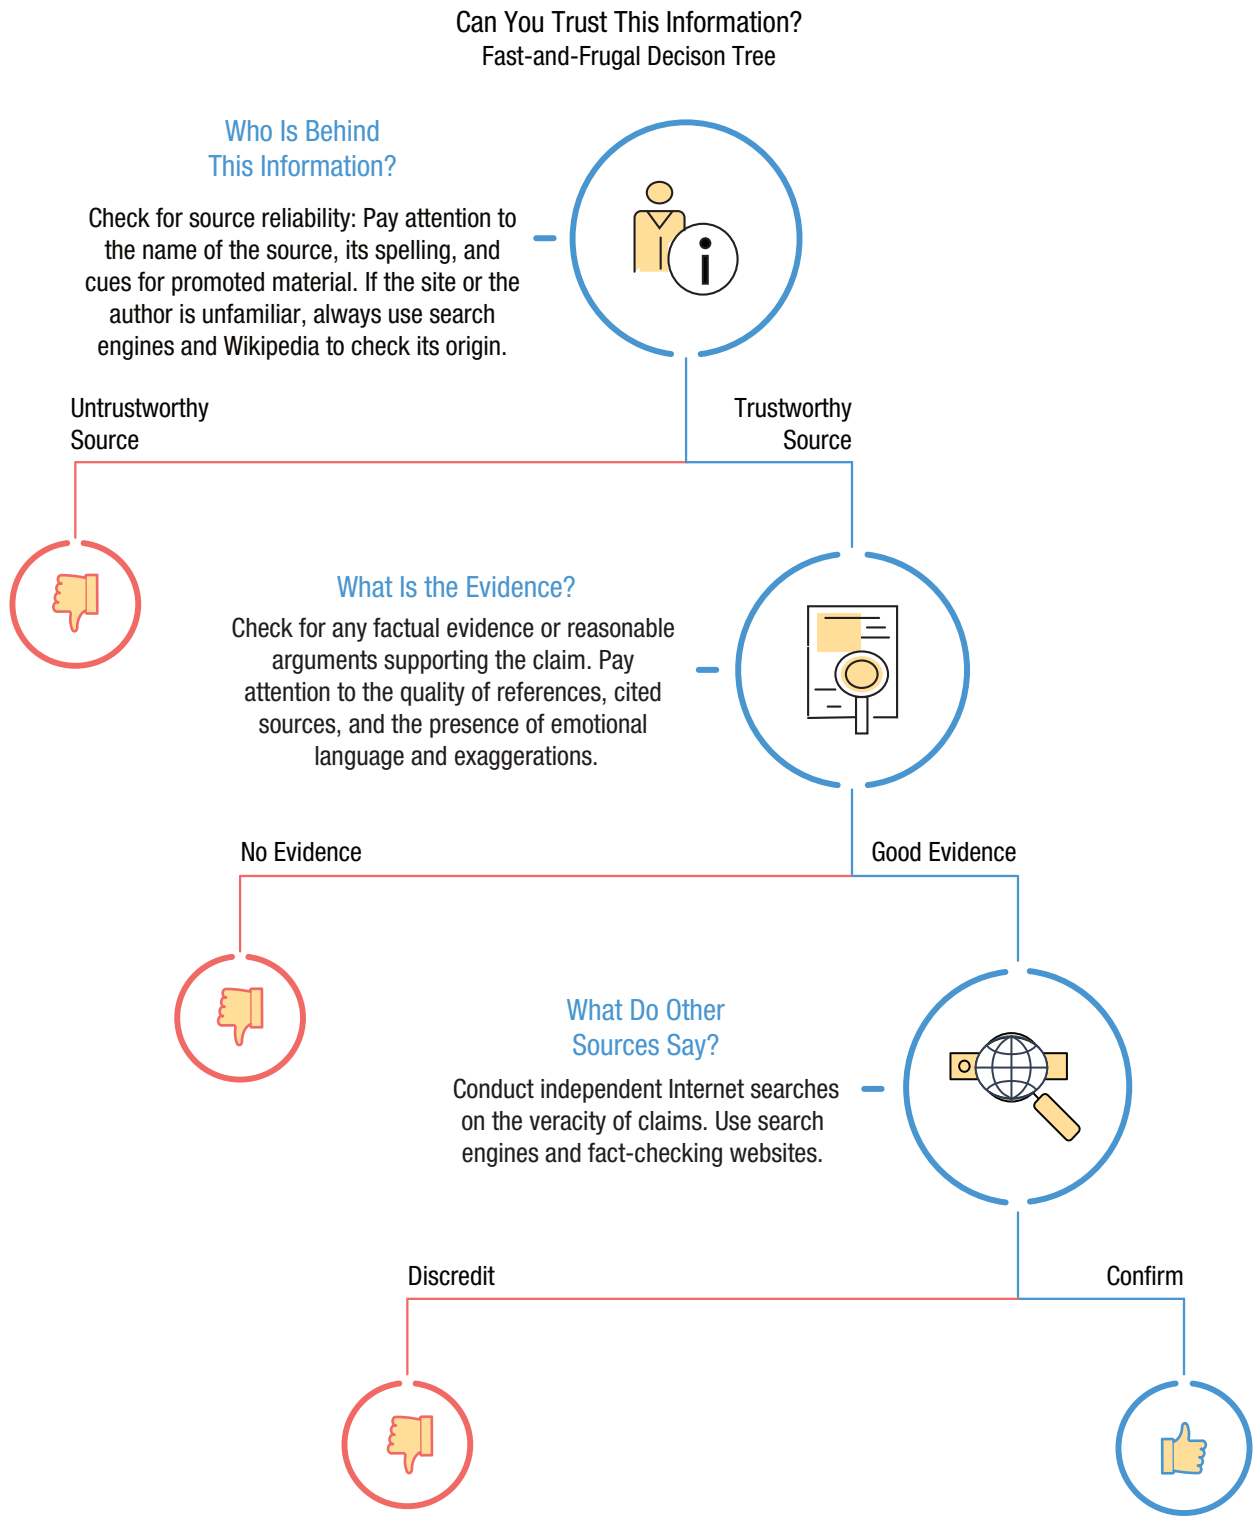 Can You Trust This Information?
Fast-and-Frugal Decison Tree
Who Is Behind
This Information?
Check for source reliability: Pay attention to
the name of the source, its spelling, and
cues for promoted material. If the site or the
author is unfamiliar, always use search
engines and Wikipedia to check its origin.
Untrustworthy
Source
Trustworthy
Source
What Is the Evidence?
Check for any factual evidence or reasonable
arguments supporting the claim. Pay
attention to the quality of references, cited
sources, and the presence of emotional
language and exaggerations.
No Evidence
Good Evidence
What Do Other
Sources Say?
Conduct independent Internet searches
on the veracity of claims. Use search
engines and fact-checking websites.
Discredit
Confirm